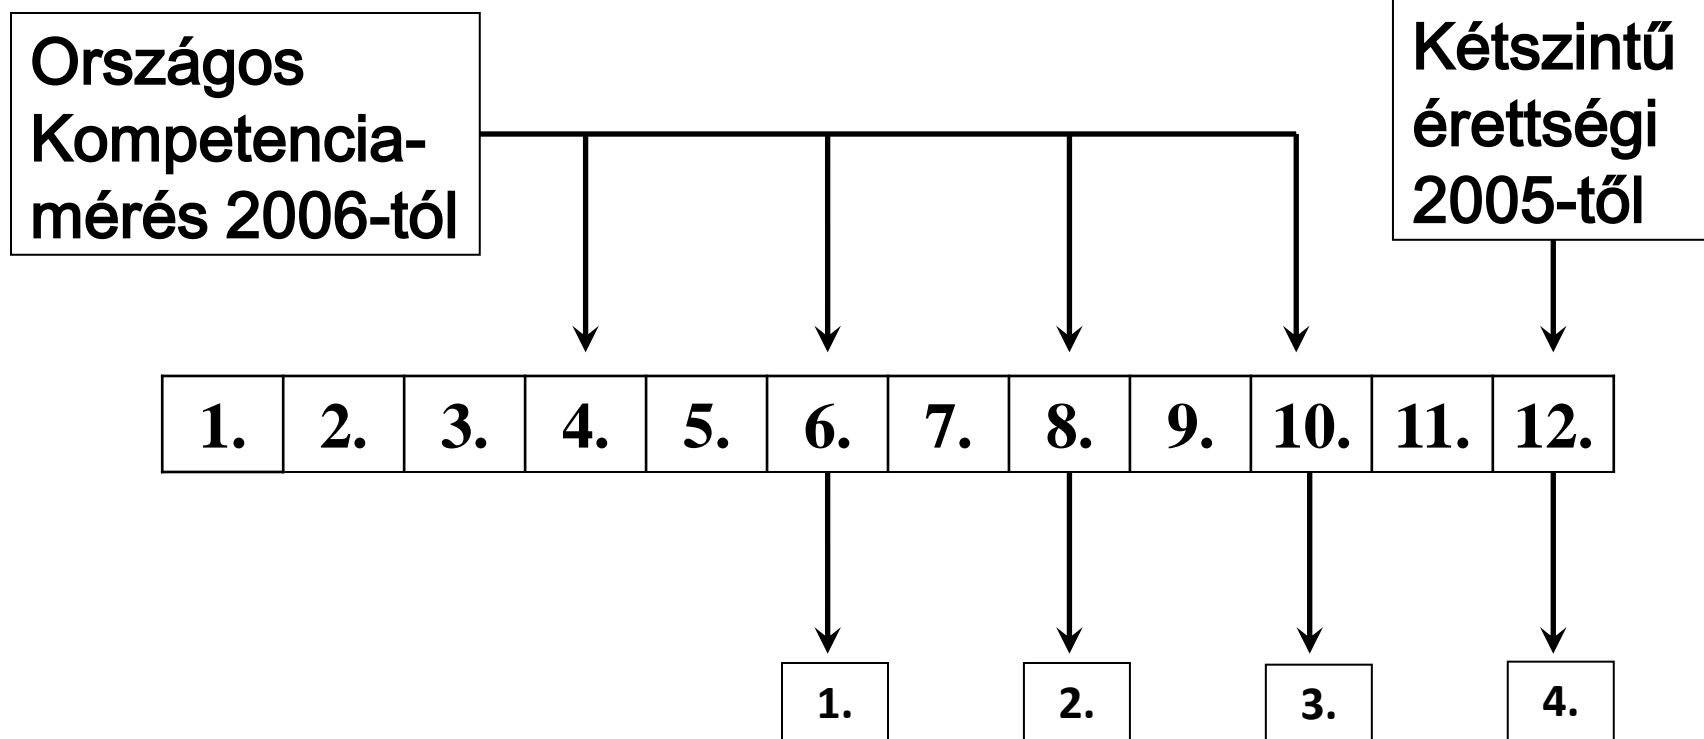 Országos
Kompetencia-
mérés 2006-tól
Kétszintű
érettségi
2005-től
1. 2. 3. 4. 5. 6. 7. 8. 9. 10. 11. 12.
1. 2. 3. 4.